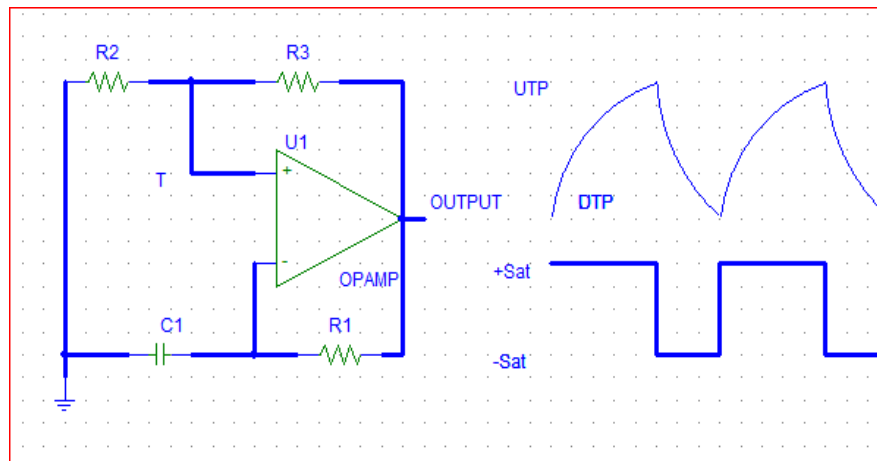 R2
R3
UTP
U1
+
T
OUTPUT
DTP
-
OPAMP
+Sat
C1
R1
-Sat